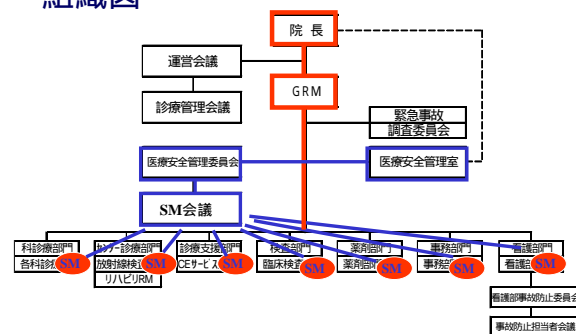 組織図
院 長
運営会議
GRM
診療管理会議
緊急事故
調査委員会
医療安全管理委員会
医療安全管理室
SM会議
科診療部門
センター診療部門
診療支援部門
検査部門
薬剤部門
事務部門
看護部門
各科診 SM
放射線検査 SM
CEサービス SM
臨床検 SM
薬剤 SM
事務 SM
看護 SM
リハビリRM
看護部事故防止委員会
事故防止担当者会議